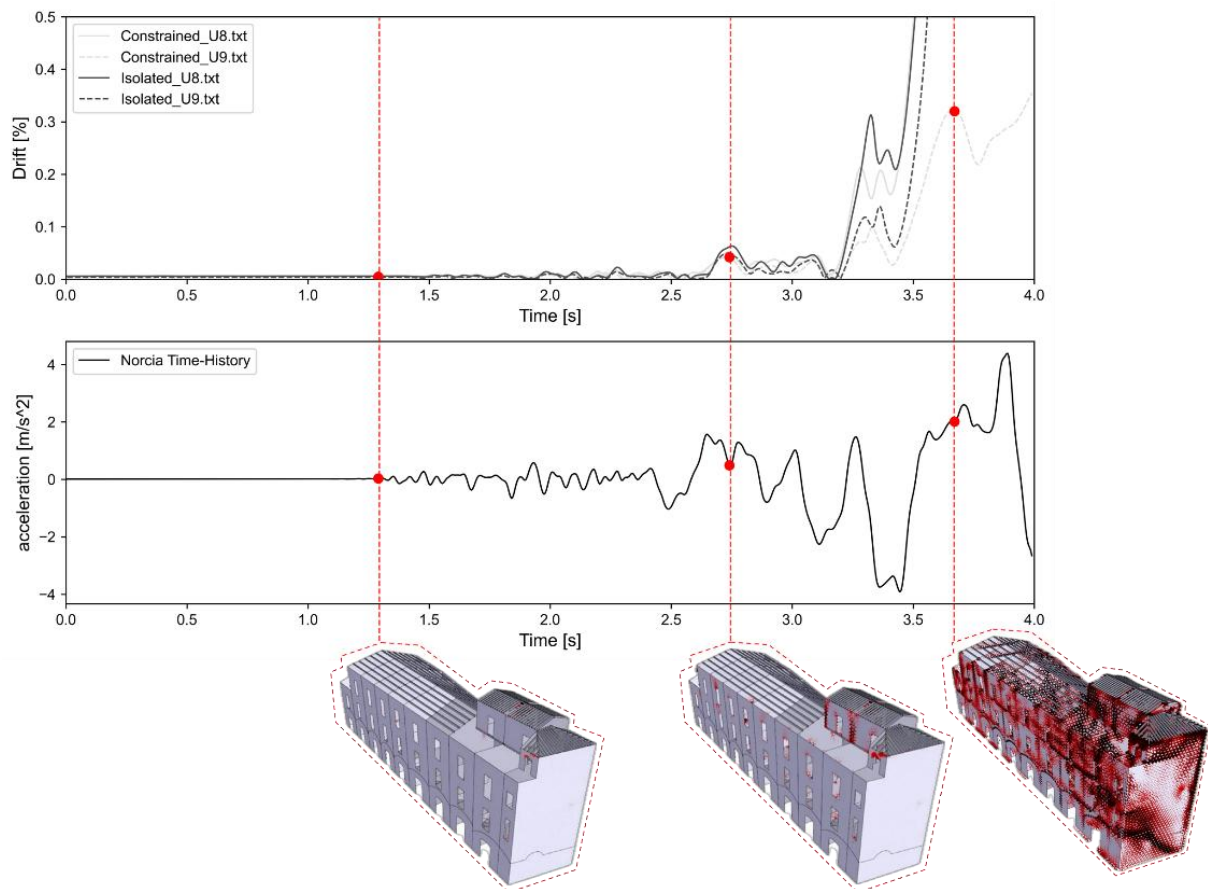 0.5
0.4
0.3
0.2
0.1
0.0
Drift [%]
Constrained_U8.txt
Constrained_U9.txt
Isolated_U8.txt
Isolated_U9.txt
0.0 0.5 1.0 1.5 2.0 2.5 3.0 3.5 4.0
Time [s]
4
2
0
−2
−4
acceleration [m/s^2]
Norcia Time-History
0.0 0.5 1.0 1.5 2.0 2.5 3.0 3.5 4.0
Time [s]